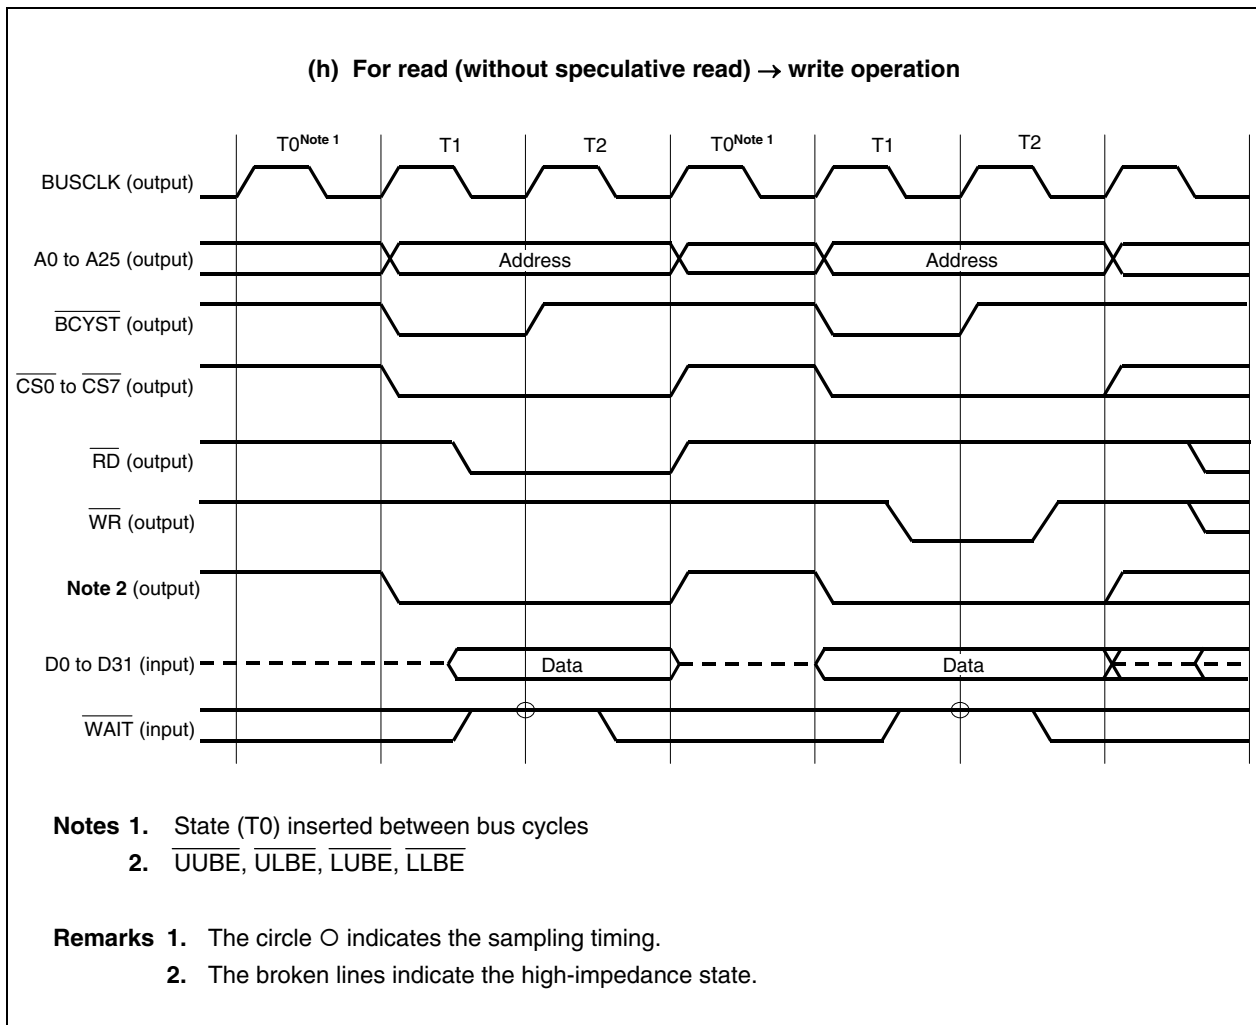 (h) For read (without speculative read) → write operation
T0Note 1 T1 T2 T0Note 1 T1 T2
BUSCLK (output)
A0 to A25 (output) Address Address
BCYST (output)
CS0 to CS7 (output)
RD (output)
WR (output)
Note 2 (output)
D0 to D31 (input) Data Data
WAIT (input)
Notes 1. State (T0) inserted between bus cycles
2. UUBE, ULBE, LUBE, LLBE
Remarks 1. The circle O indicates the sampling timing.
2. The broken lines indicate the high-impedance state.